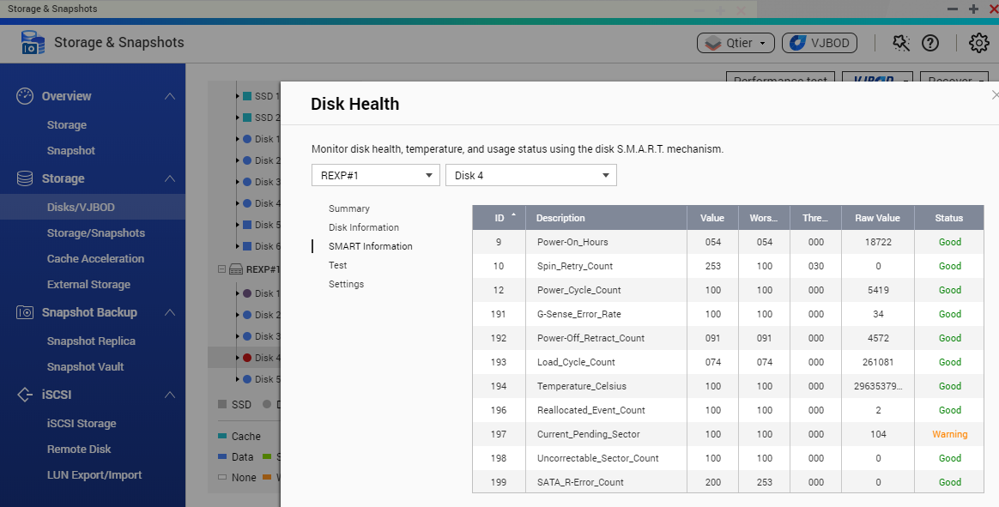 Storage & Snapshots
Storage & Snapshots
Qtier
VJBOD
Performance test
VJBOD
Recover
Overview
Storage
Snapshot
Storage
Disks/VJBOD
Storage/Snapshots
Cache Acceleration
External Storage
Snapshot Backup
Snapshot Replica
Snapshot Vault
iSCSI
iSCSI Storage
Remote Disk
LUN Export/Import
SSD 1
SSD 2
Disk 1
Disk 2
Disk 3
Disk 4
Disk 5
Disk 6
REXP#1
Disk 1
Disk 2
Disk 3
Disk 4
Disk 5
SSD
Cache
Data
None
Disk Health
Monitor disk health, temperature, and usage status using the disk S.M.A.R.T. mechanism.
REXP#1 Disk 4
Summary
Disk Information
SMART Information
Test
Settings
ID Description Value Wors... Thre... Raw Value Status
9 Power-On_Hours 054 054 000 18722 Good
10 Spin_Retry_Count 253 100 030 0 Good
12 Power_Cycle_Count 100 100 000 5419 Good
191 G-Sense_Error_Rate 100 100 000 34 Good
192 Power-Off_Retract_Count 091 091 000 4572 Good
193 Load_Cycle_Count 074 074 000 261081 Good
194 Temperature_Celsius 100 100 000 29635379... Good
196 Reallocated_Event_Count 100 100 000 2 Good
197 Current_Pending_Sector 100 100 000 104 Warning
198 Uncorrectable_Sector_Count 100 100 000 0 Good
199 SATA_R-Error_Count 200 253 000 0 Good